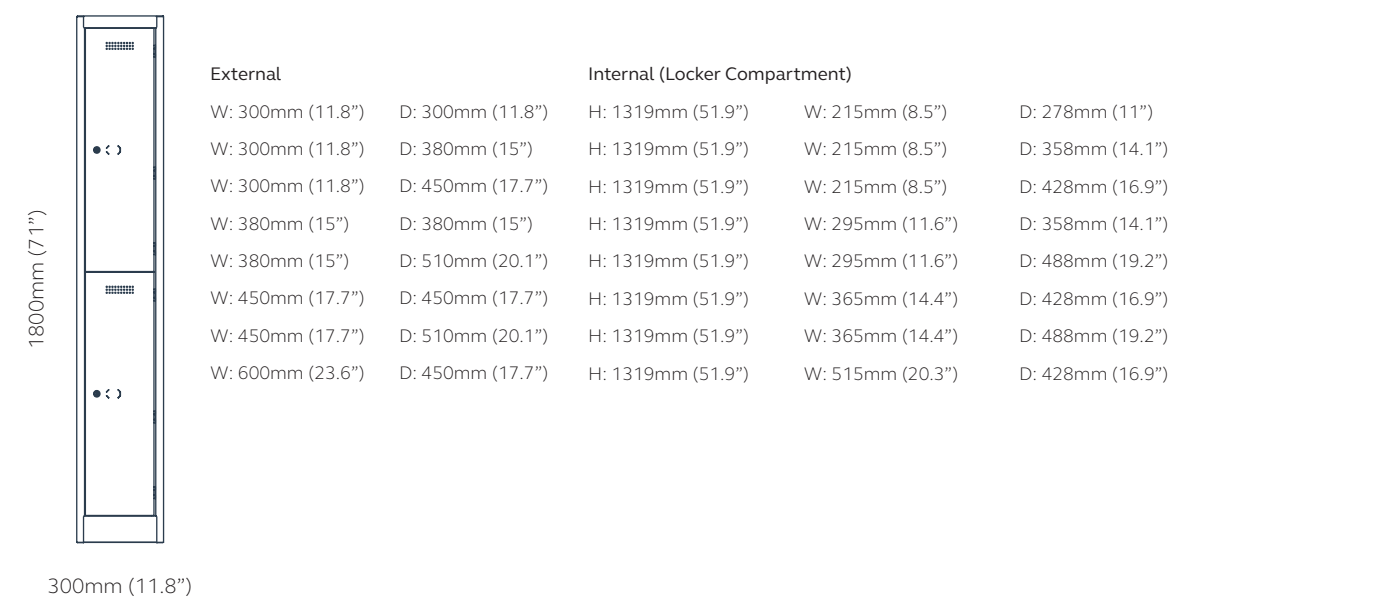 External Internal (Locker Compartment)
W: 300mm (11.8”) D: 300mm (11.8”) H: 1319mm (51.9”) W: 215mm (8.5”) D: 278mm (11”)
W: 300mm (11.8”) D: 380mm (15”) H: 1319mm (51.9”) W: 215mm (8.5”) D: 358mm (14.1”)
W: 300mm (11.8”) D: 450mm (17.7”) H: 1319mm (51.9”) W: 215mm (8.5”) D: 428mm (16.9”)
W: 380mm (15”) D: 380mm (15”) H: 1319mm (51.9”) W: 295mm (11.6”) D: 358mm (14.1”)
W: 380mm (15”) D: 510mm (20.1”) H: 1319mm (51.9”) W: 295mm (11.6”) D: 488mm (19.2”)
W: 450mm (17.7”) D: 450mm (17.7”) H: 1319mm (51.9”) W: 365mm (14.4”) D: 428mm (16.9”)
W: 450mm (17.7”) D: 510mm (20.1”) H: 1319mm (51.9”) W: 365mm (14.4”) D: 488mm (19.2”)
W: 600mm (23.6”) D: 450mm (17.7”) H: 1319mm (51.9”) W: 515mm (20.3”) D: 428mm (16.9”)
1800mm (71”)
300mm (11.8”)